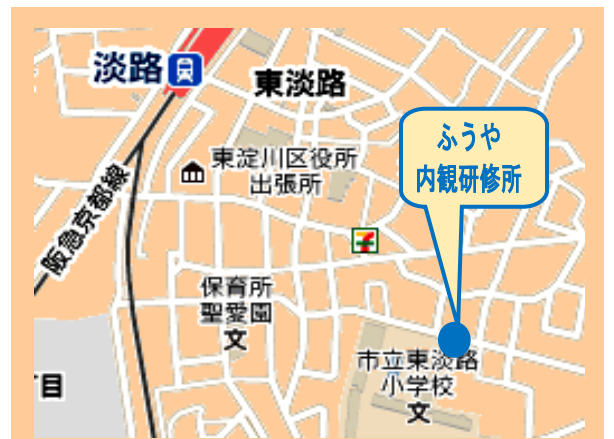 淡路
東淡路
ふうや
内観研修所
東淀川区役所
出張所
阪急京都線
保育所
聖愛園
文
市立東淡路
小学校
文
丁目